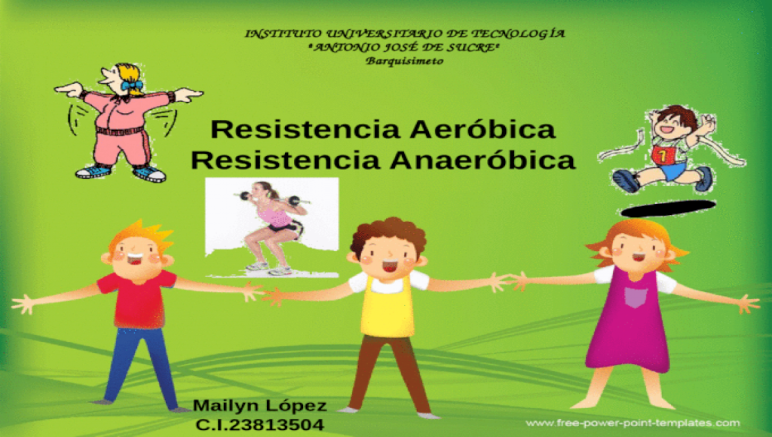 INSTITUTO UNIVERSITARIO DE TECNOLOGÍA
"ANTONIO JOSÉ DE SUCRE"
Barquisimeto
Resistencia Aeróbica
Resistencia Anaeróbica
1
Mailyn López
C.I.23813504
www.free-power-point-templates.com